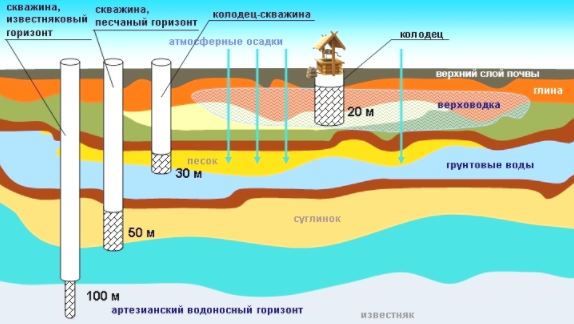 скважина,
известняковый
горизонт
скважина,
песчаный горизонт
колодец-скважина
атмосферные осадки
колодец
верхний слой почвы
глина
верховодка
20 м
песок
30 м
грунтовые воды
суглинок
50 м
100 м
артезианский водоносный горизонт
известняк